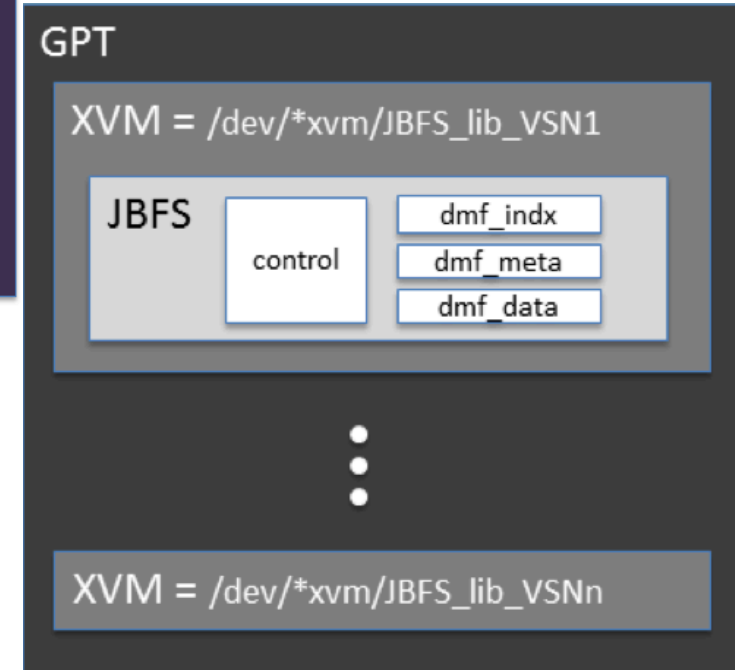 GPT
XVM = /dev/*xvm/JBFS_lib_VSN1
JBFS
control
dmf_indx
dmf_meta
dmf_data
XVM = /dev/*xvm/JBFS_lib_VSNn